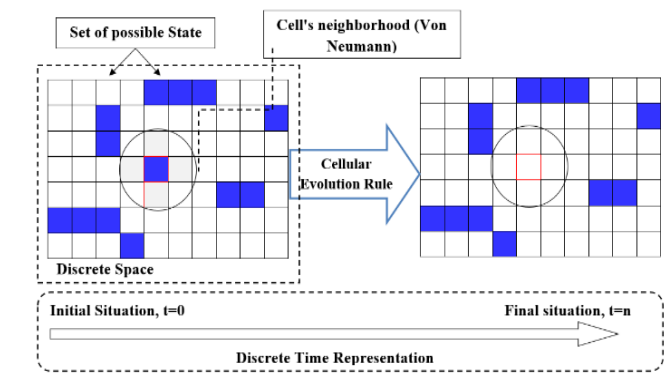 Set of possible State
Cell's neighborhood (Von
Neumann)
Cellular
Evolution Rule
Discrete Space
Initial Situation, t=0
Final situation, t=n
Discrete Time Representation